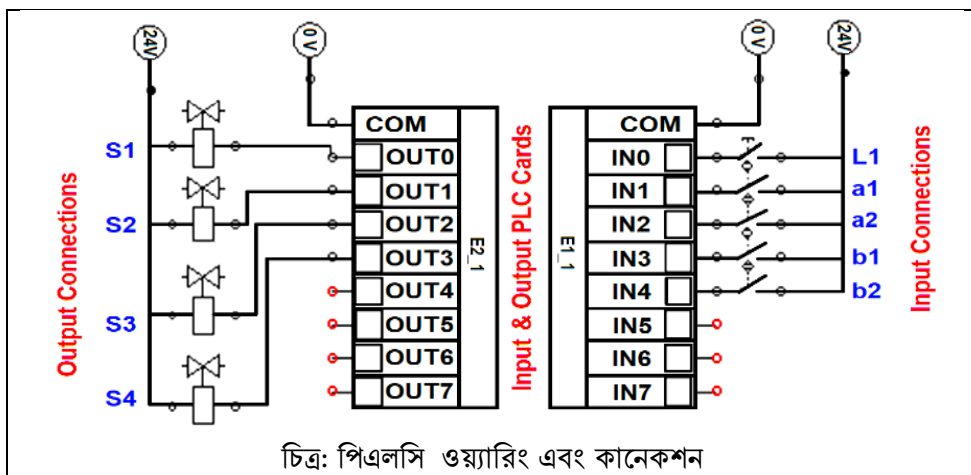 24V
0 V
0 V
24V
S1
S2
S3
S4
Output Connections
COM
OUT0
OUT1
OUT2
OUT3
OUT4
OUT5
OUT6
OUT7
E2_1
Input & Output PLC Cards
E1_1
COM
IN0
IN1
IN2
IN3
IN4
IN5
IN6
IN7
L1
a1
a2
b1
b2
Input Connections
চিত্র: পিএলসি ওয়্যারিং এবং কানেকশন